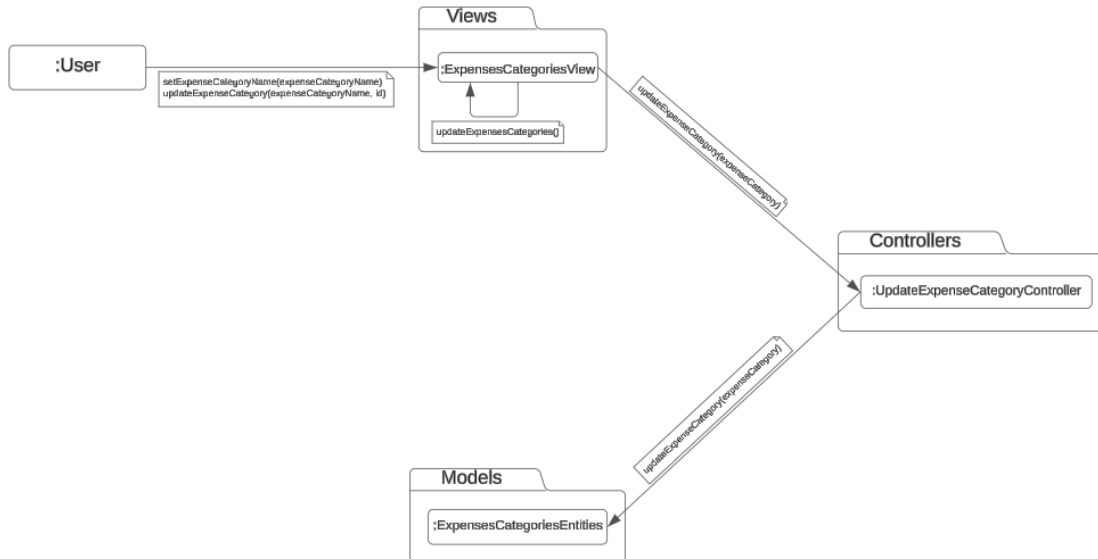 Views
:User
:ExpensesCategoriesView
setExpenseCategoryName(expenseCategoryName)
updateExpenseCategory(expenseCategoryName, id)
updateExpensesCategories()
updateExpenseCategory(expenseCategory)
Controllers
:UpdateExpenseCategoryController
updateExpenseCategory(expenseCategory)
Models
:ExpensesCategoriesEntities